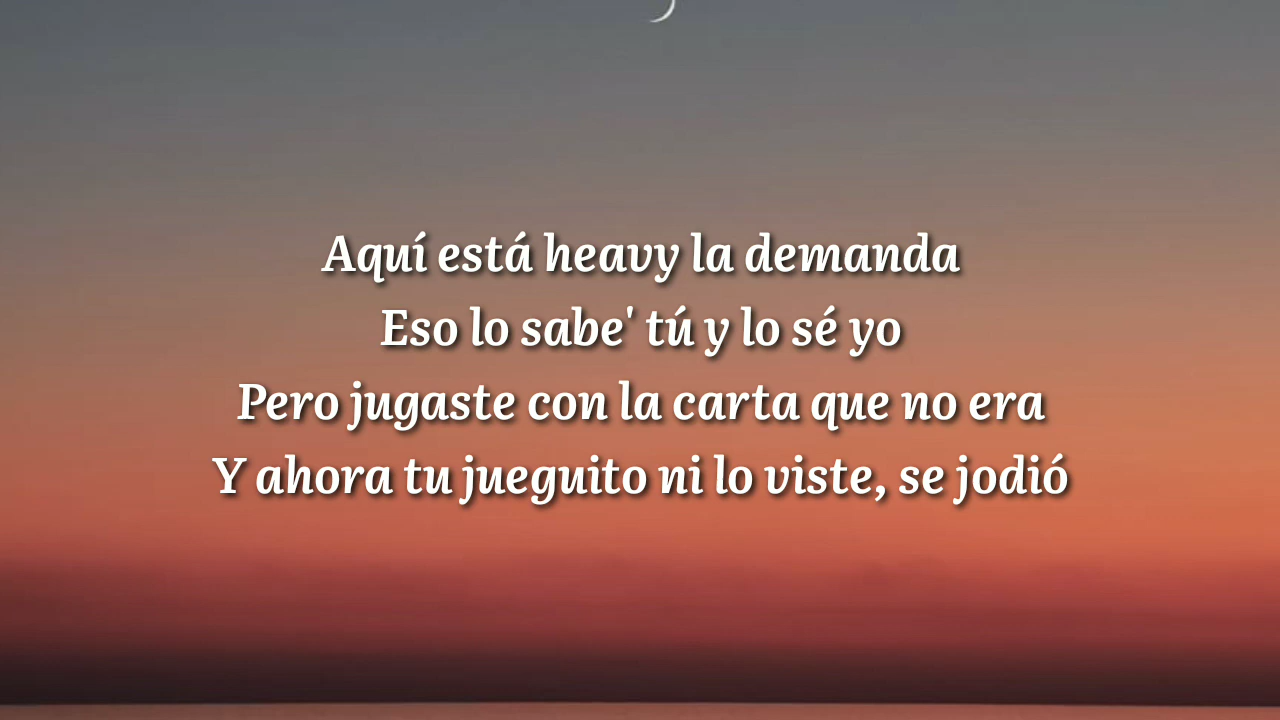 Aquí está heavy la demanda
Eso lo sabe' tú y lo sé yo
Pero jugaste con la carta que no era
Y ahora tu jueguito ni lo viste, se jodió